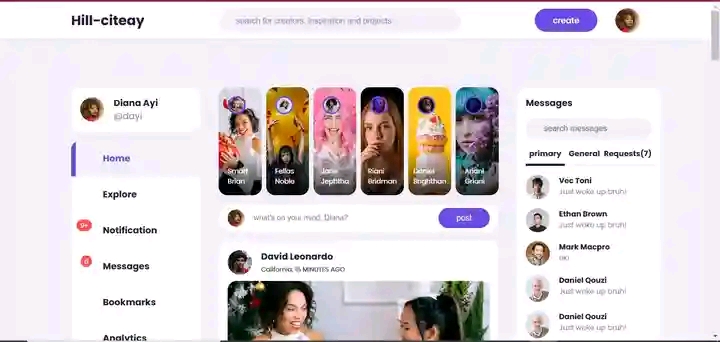 Hill-citeay
search for creators, inspiration and projects
create
Diana Ayi
@dayi
Home
Explore
9+
Notification
6
Messages
Bookmarks
Analytics
Smart
Brian
Fellas
Noble
Jane
Jephtha
Riani
Bridman
Daniel
Brighthan
Ariani
Griani
what's on your mind, Diana?
post
David Leonardo
California, 15 MINUTES AGO
Messages
search messages
primary General Requests(7)
Vec Toni
Just woke up bruh!
Ethan Brown
Just woke up bruh!
Mark Macpro
ok!
Daniel Qouzi
Just woke up bruh!
Daniel Qouzi
Just woke up bruh!